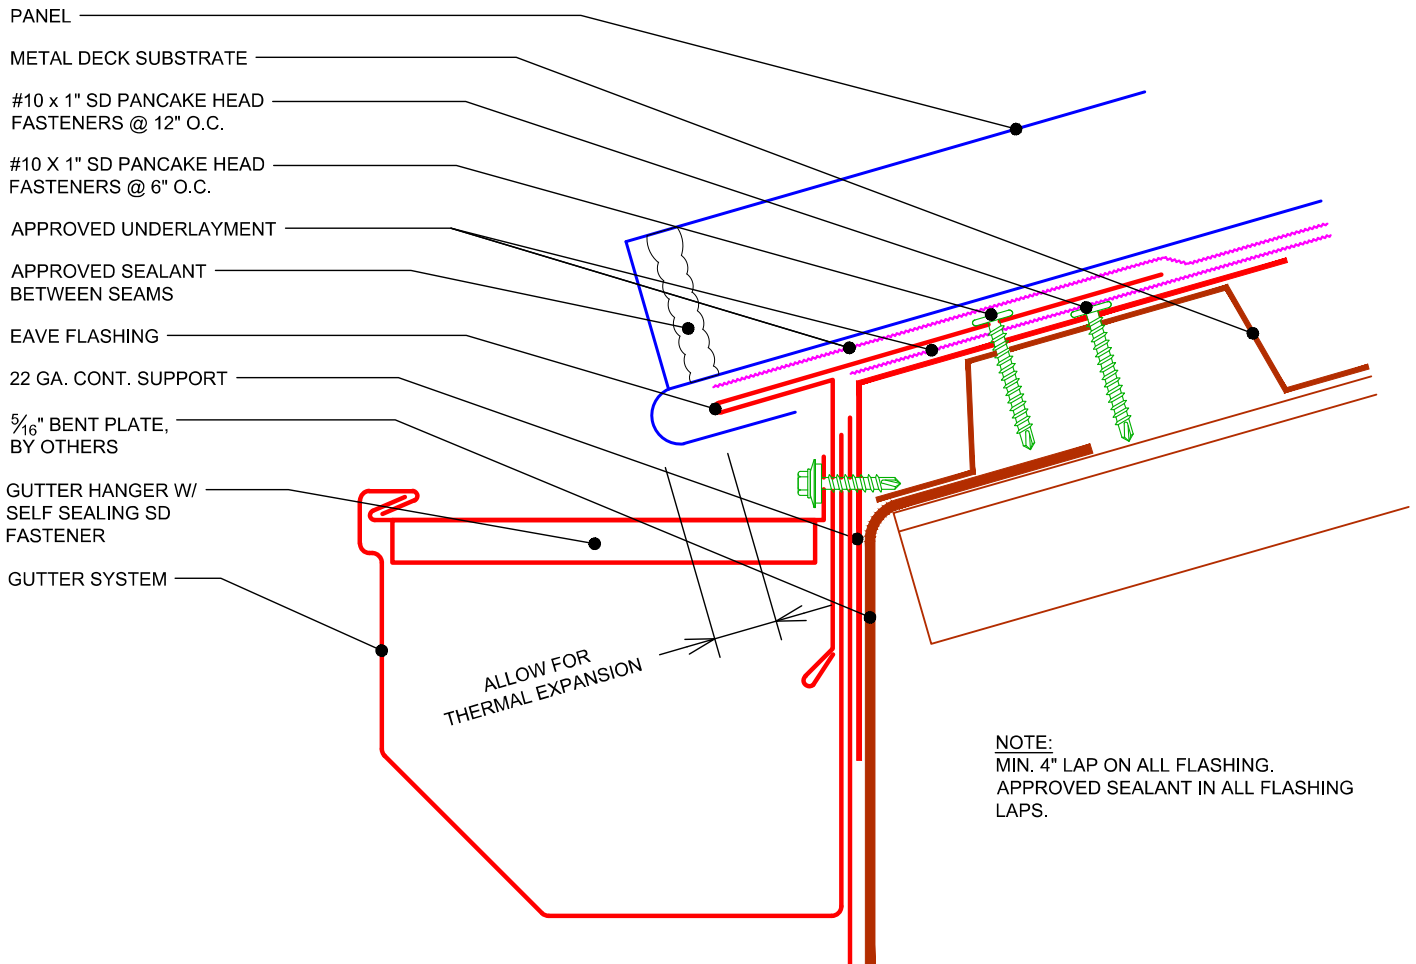 PANEL
METAL DECK SUBSTRATE
#10 x 1" SD PANCAKE HEAD
FASTENERS @ 12" O.C.
#10 X 1" SD PANCAKE HEAD
FASTENERS @ 6" O.C.
APPROVED UNDERLAYMENT
APPROVED SEALANT
BETWEEN SEAMS
EAVE FLASHING
22 GA. CONT. SUPPORT
5/16" BENT PLATE,
BY OTHERS
GUTTER HANGER W/
SELF SEALING SD
FASTENER
GUTTER SYSTEM
ALLOW FOR
THERMAL EXPANSION
NOTE:
MIN. 4" LAP ON ALL FLASHING.
APPROVED SEALANT IN ALL FLASHING
LAPS.